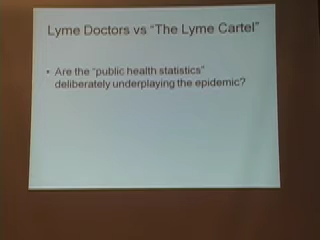 Lyme Doctors vs “The Lyme Cartel”
• Are the “public health statistics”
deliberately underplaying the epidemic?